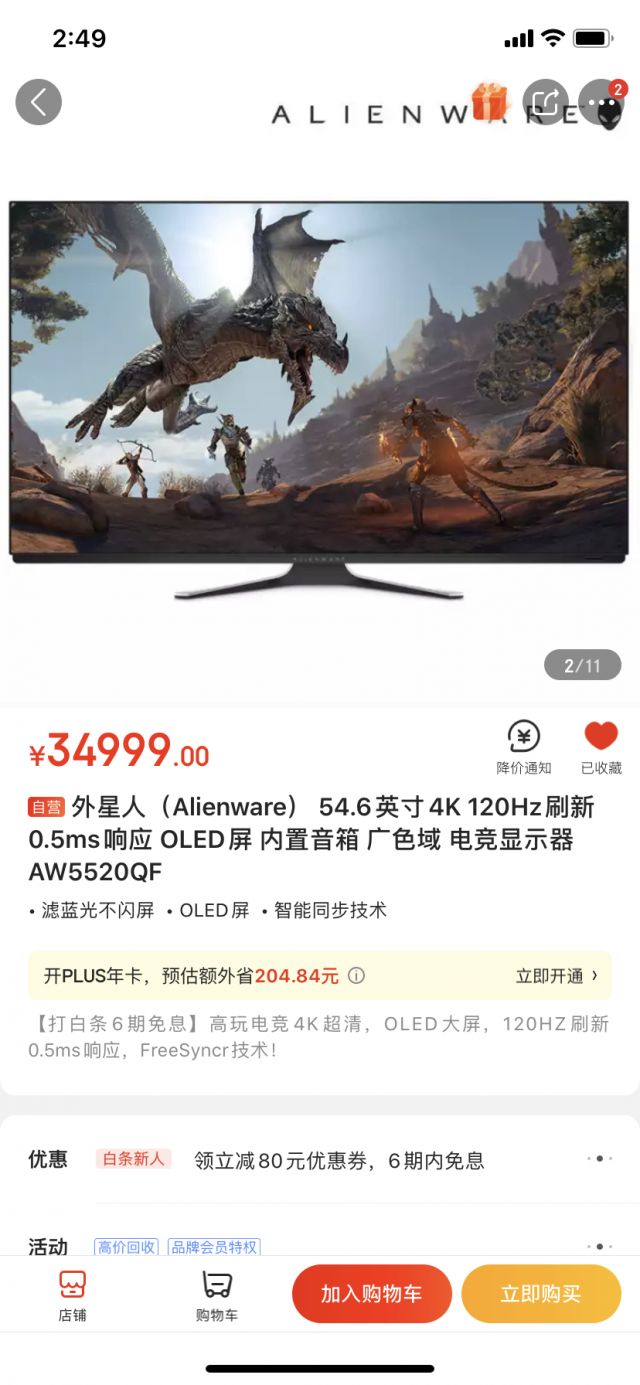 2:49
ALIENWARE
2
ALIENWARE
2/11
¥34999.00
降价通知
已收藏
自营 外星人（Alienware） 54.6英寸4K 120Hz刷新
0.5ms响应 OLED屏 内置音箱 广色域 电竞显示器
AW5520QF
• 滤蓝光不闪屏 • OLED屏 • 智能同步技术
开PLUS年卡，预估额外省204.84元 立即开通 ›
【打白条6期免息】高玩电竞4K超清，OLED大屏，120HZ刷新
0.5ms响应，FreeSyncr技术！
优惠 白条新人 领立减80元优惠券，6期内免息
活动 高价回收 品牌会员特权
店铺
购物车
加入购物车
立即购买